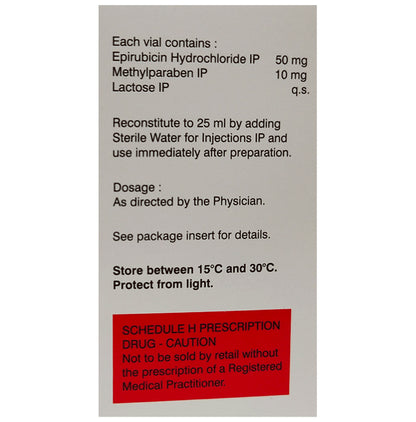 Each vial contains :
Epirubicin Hydrochloride IP 50 mg
Methylparaben IP 10 mg
Lactose IP q.s.
Reconstitute to 25 ml by adding
Sterile Water for Injections IP and
use immediately after preparation.
Dosage :
As directed by the Physician.
See package insert for details.
Store between 15°C and 30°C.
Protect from light.
SCHEDULE H PRESCRIPTION
DRUG - CAUTION
Not to be sold by retail without
the prescription of a Registered
Medical Practitioner.